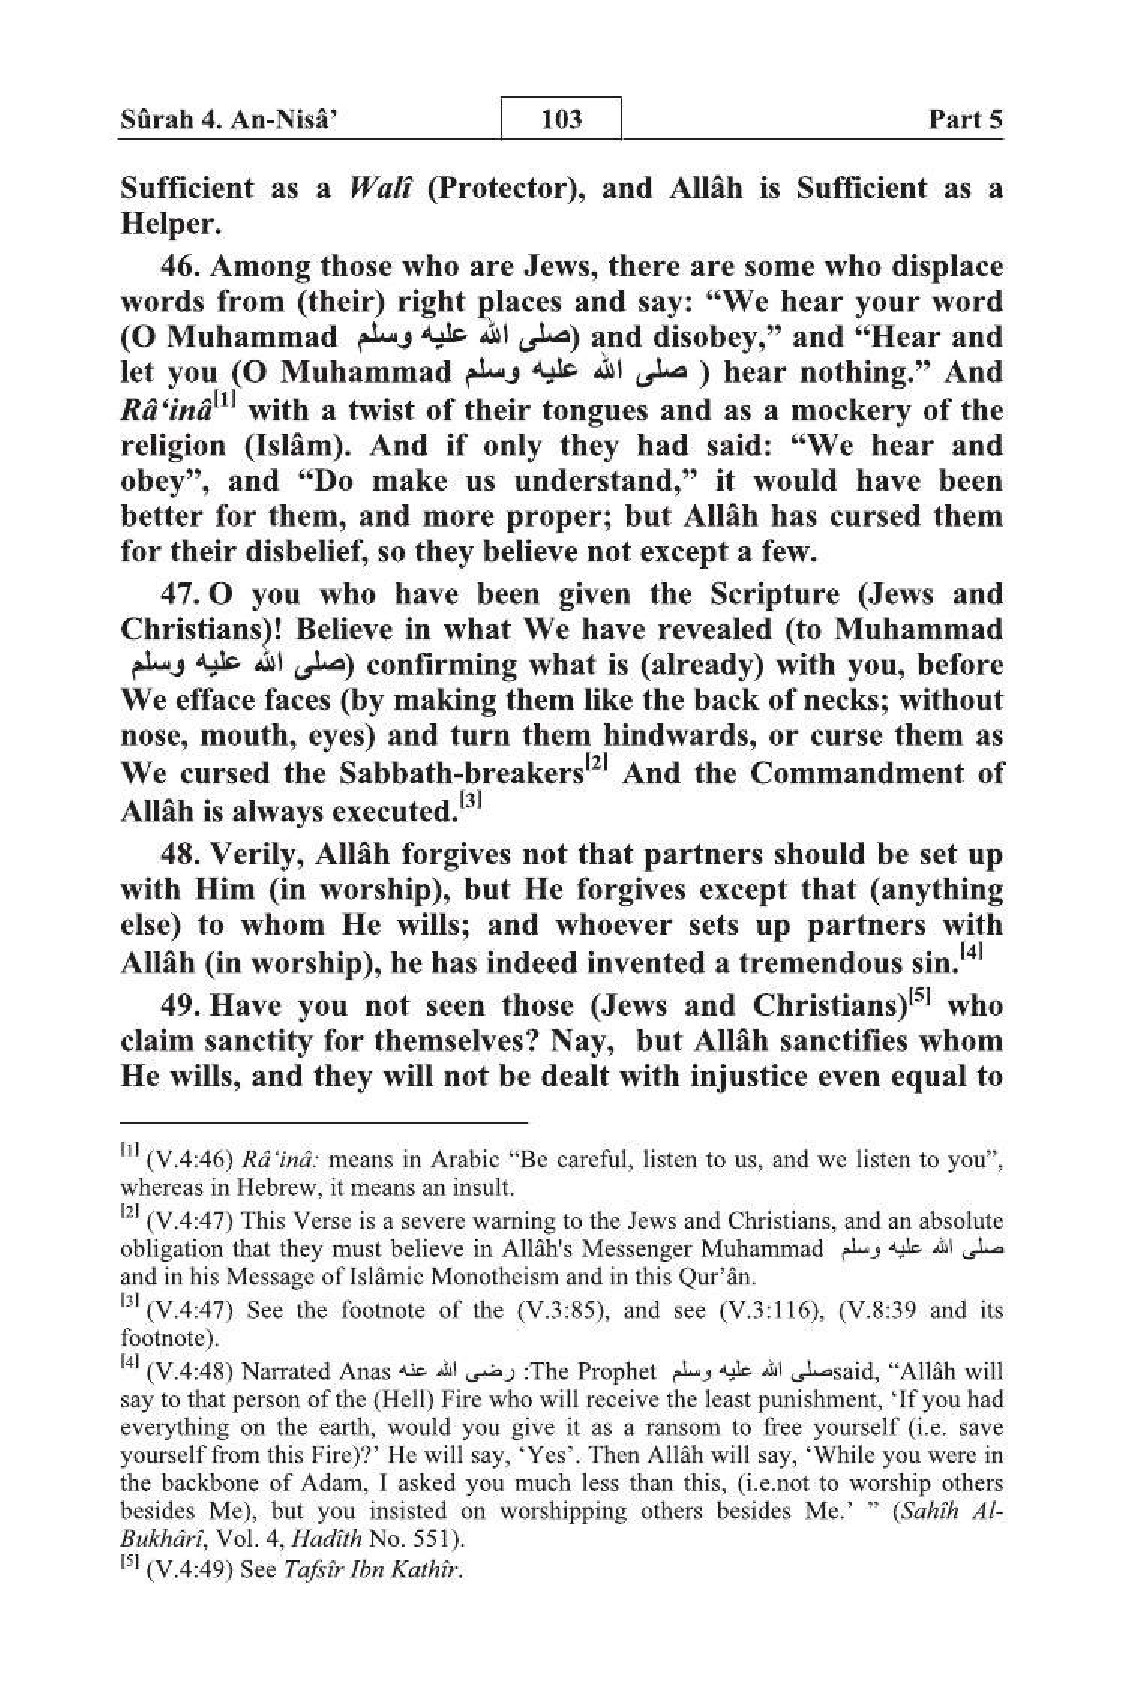 Sûrah 4. An-Nisâ’ 103 Part 5
Sufficient as a Walî (Protector), and Allâh is Sufficient as a
Helper.
46. Among those who are Jews, there are some who displace
words from (their) right places and say: “We hear your word
(O Muhammad صلى الله عليه وسلم) and disobey,” and “Hear and
let you (O Muhammad صلى الله عليه وسلم ) hear nothing.” And
Râ‘inâ[1] with a twist of their tongues and as a mockery of the
religion (Islâm). And if only they had said: “We hear and
obey”, and “Do make us understand,” it would have been
better for them, and more proper; but Allâh has cursed them
for their disbelief, so they believe not except a few.
47. O you who have been given the Scripture (Jews and
Christians)! Believe in what We have revealed (to Muhammad
صلى الله عليه وسلم) confirming what is (already) with you, before
We efface faces (by making them like the back of necks; without
nose, mouth, eyes) and turn them hindwards, or curse them as
We cursed the Sabbath-breakers[2] And the Commandment of
Allâh is always executed.[3]
48. Verily, Allâh forgives not that partners should be set up
with Him (in worship), but He forgives except that (anything
else) to whom He wills; and whoever sets up partners with
Allâh (in worship), he has indeed invented a tremendous sin.[4]
49. Have you not seen those (Jews and Christians)[5] who
claim sanctity for themselves? Nay, but Allâh sanctifies whom
He wills, and they will not be dealt with injustice even equal to
[1] (V.4:46) Râ‘inâ: means in Arabic “Be careful, listen to us, and we listen to you”,
whereas in Hebrew, it means an insult.
[2] (V.4:47) This Verse is a severe warning to the Jews and Christians, and an absolute
obligation that they must believe in Allâh's Messenger Muhammad صلى الله عليه وسلم
and in his Message of Islâmic Monotheism and in this Qur’ân.
[3] (V.4:47) See the footnote of the (V.3:85), and see (V.3:116), (V.8:39 and its
footnote).
[4] (V.4:48) Narrated Anas رضى الله عنه :The Prophet صلى الله عليه وسلمsaid, “Allâh will
say to that person of the (Hell) Fire who will receive the least punishment, ‘If you had
everything on the earth, would you give it as a ransom to free yourself (i.e. save
yourself from this Fire)?’ He will say, ‘Yes’. Then Allâh will say, ‘While you were in
the backbone of Adam, I asked you much less than this, (i.e.not to worship others
besides Me), but you insisted on worshipping others besides Me.’ ” (Sahîh Al-
Bukhârî, Vol. 4, Hadîth No. 551).
[5] (V.4:49) See Tafsîr Ibn Kathîr.